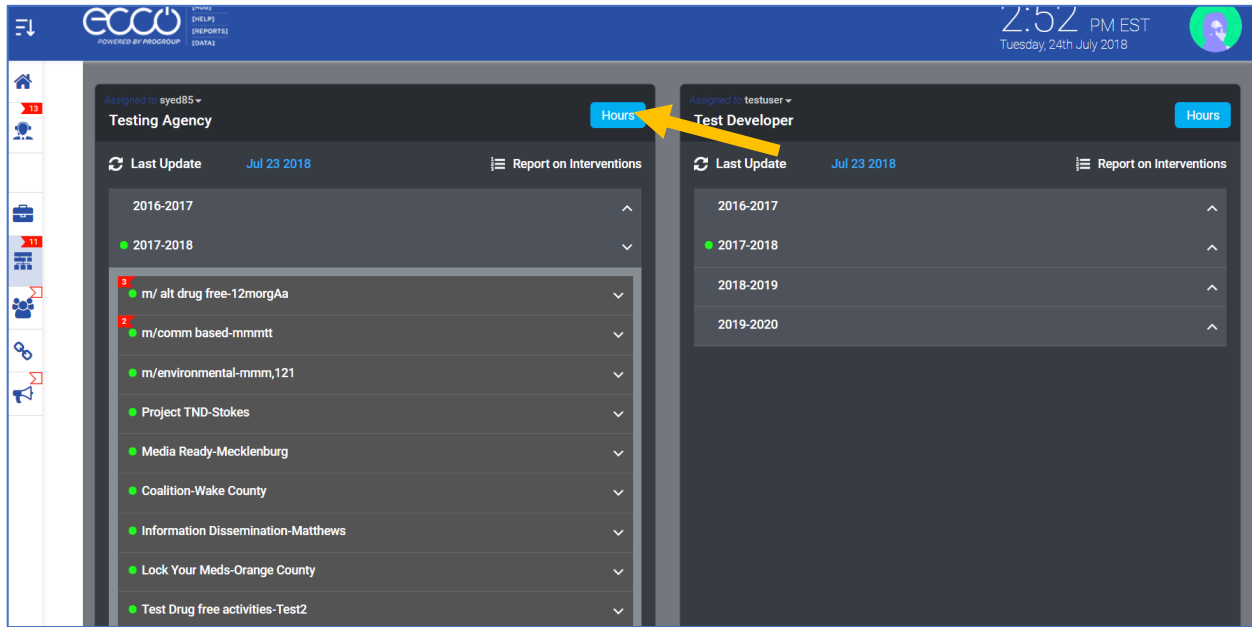 ecco
POWERED BY PROGROUP
[HUB]
[HELP]
[REPORTS]
[DATA]
2:52 PM EST
Tuesday, 24th July 2018
13
11
Assigned to syed85
Testing Agency
Hours
Last Update Jul 23 2018 Report on Interventions
2016-2017
2017-2018
3
m/ alt drug free-12morgAa
2
m/comm based-mmmtt
m/environmental-mmm,121
Project TND-Stokes
Media Ready-Mecklenburg
Coalition-Wake County
Information Dissemination-Matthews
Lock Your Meds-Orange County
Test Drug free activities-Test2
Assigned to testuser
Test Developer
Hours
Last Update Jul 23 2018 Report on Interventions
2016-2017
2017-2018
2018-2019
2019-2020